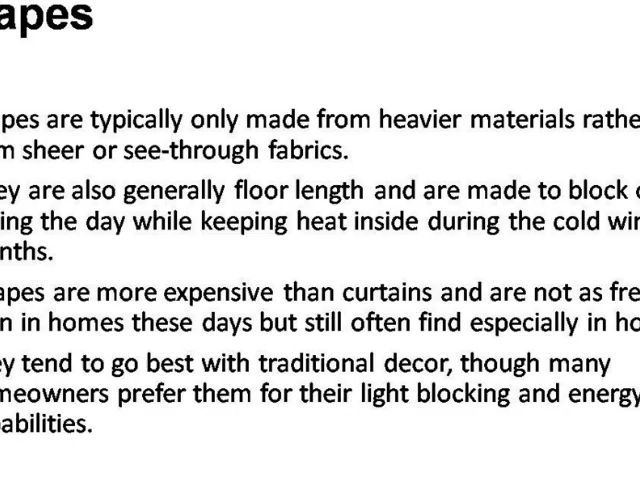 apes
pes are typically only made from heavier materials rathe
m sheer or see-through fabrics.
ey are also generally floor length and are made to block
ing the day while keeping heat inside during the cold win
nths.
apes are more expensive than curtains and are not as fre
n in homes these days but still often find especially in ho
ey tend to go best with traditional decor, though many
meowners prefer them for their light blocking and energy
abilities.